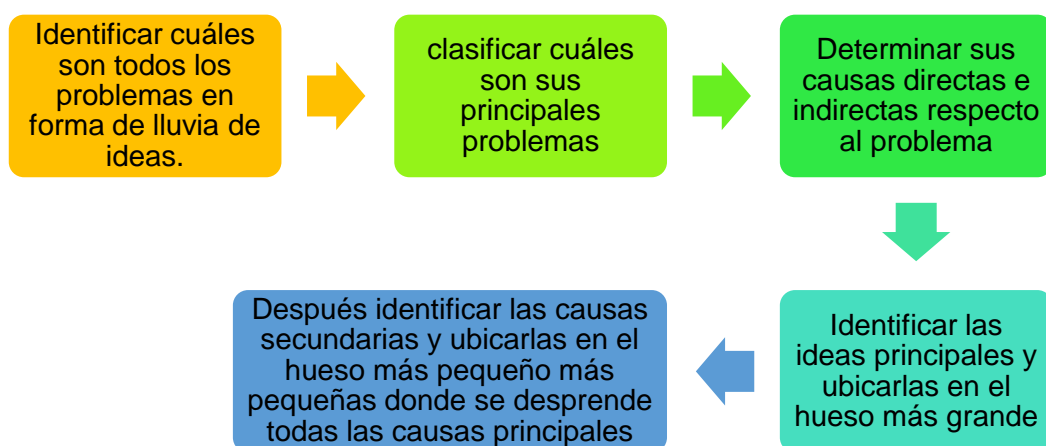 Identificar cuáles
son todos los
problemas en
forma de lluvia de
ideas.
clasificar cuáles
son sus
principales
problemas
Determinar sus
causas directas e
indirectas respecto
al problema
Identificar las
ideas principales y
ubicarlas en el
hueso más grande
Después identificar las causas
secundarias y ubicarlas en el
hueso más pequeño más
pequeñas donde se desprende
todas las causas principales